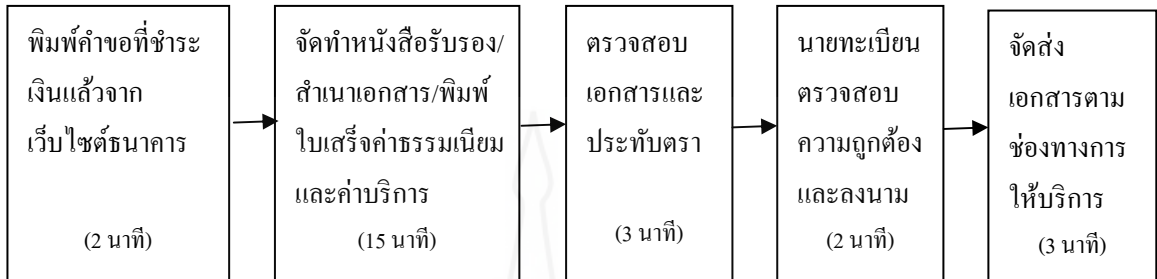 พิมพ์คำขอที่ชำระ
เงินแล้วจาก
เว็บไซต์ธนาคาร
(2 นาที)
จัดทำหนังสือรับรอง/
สำเนาเอกสาร/พิมพ์
ใบเสร็จค่าธรรมเนียม
และค่าบริการ
(15 นาที)
ตรวจสอบ
เอกสารและ
ประทับตรา
(3 นาที)
นายทะเบียน
ตรวจสอบ
ความถูกต้อง
และลงนาม
(2 นาที)
จัดส่ง
เอกสารตาม
ช่องทางการ
ให้บริการ
(3 นาที)